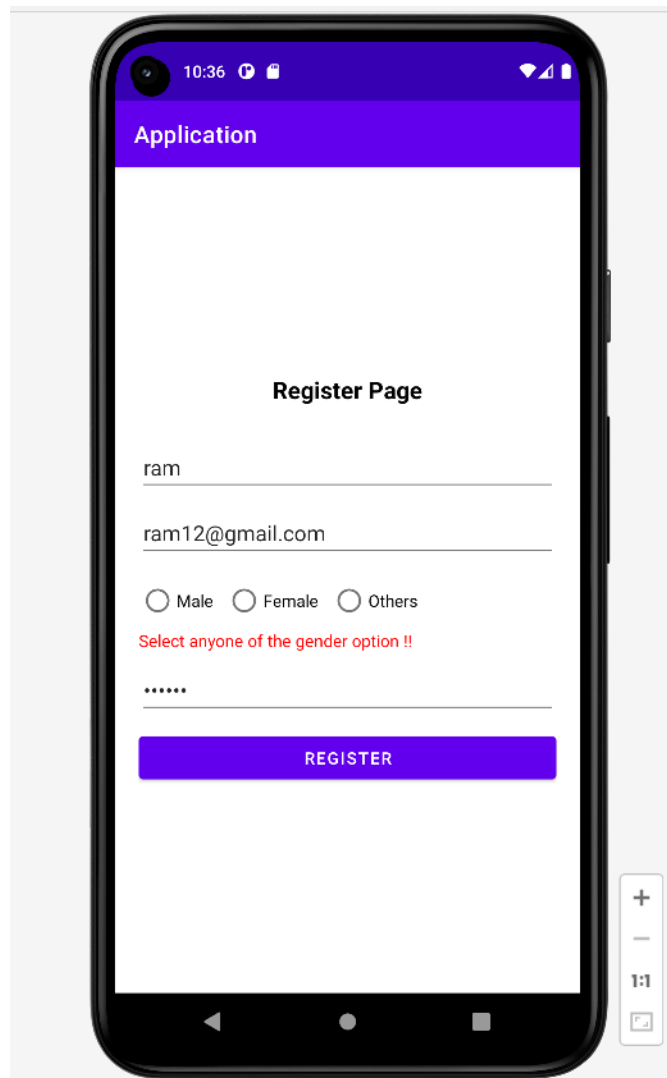 10:36
Application
Register Page
ram
ram12@gmail.com
Male Female Others
Select anyone of the gender option !!
••••••
REGISTER
+
−
1:1